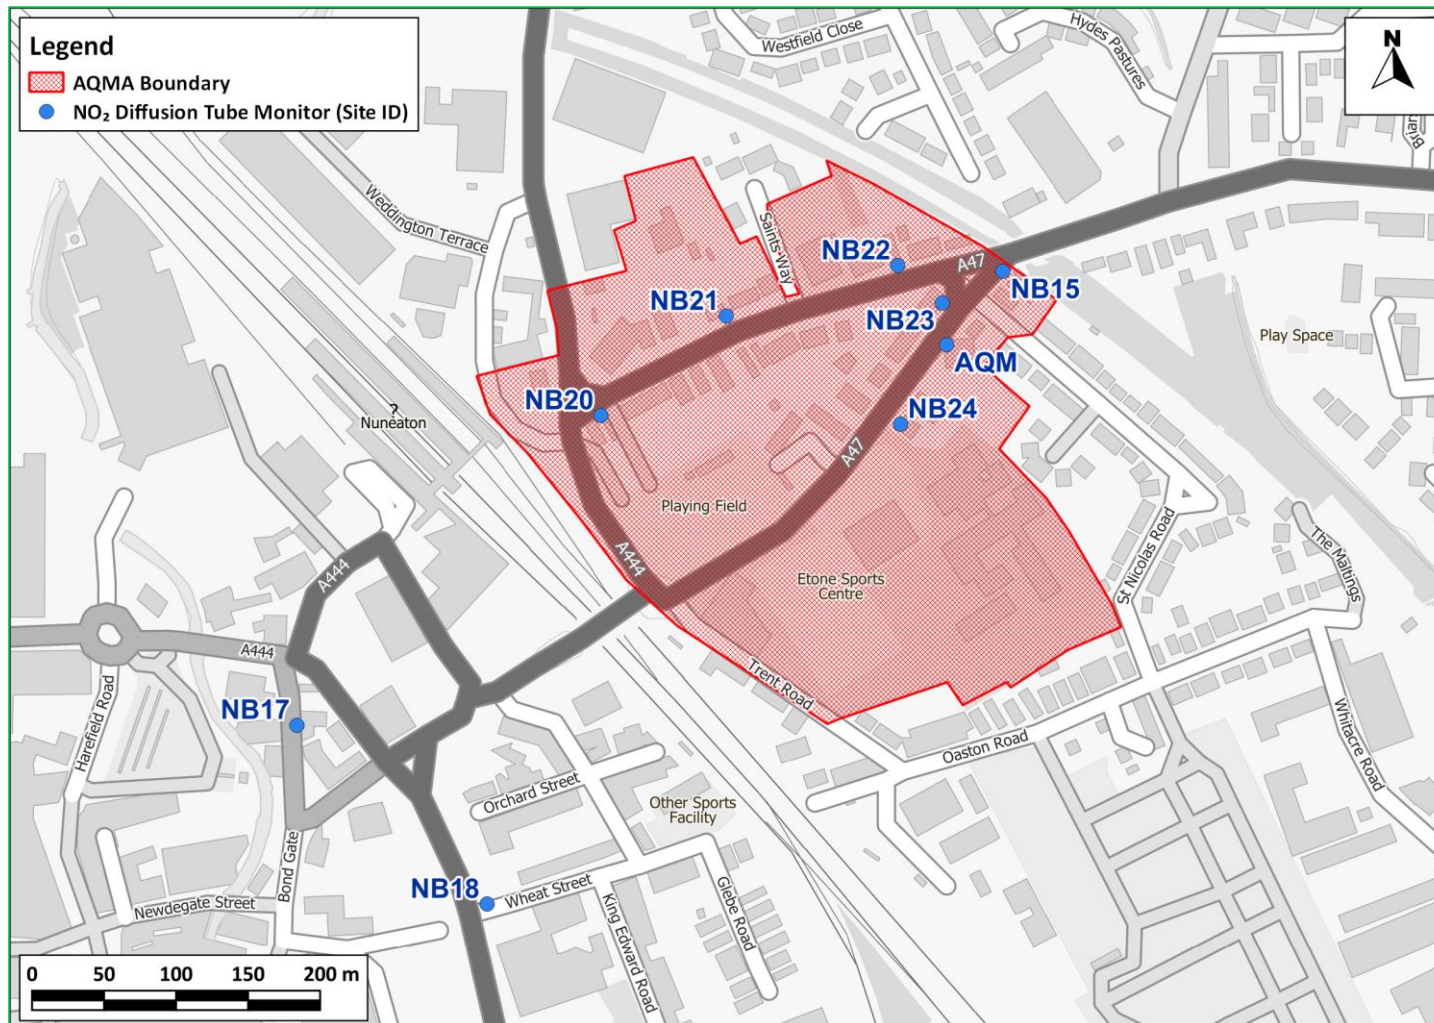 Legend
AQMA Boundary
NO₂ Diffusion Tube Monitor (Site ID)
N
Westfield Close
Hydes Pastures
Weddington Terrace
Saints Way
NB22
A47
NB15
NB21
NB23
AQM
Play Space
NB20
NB24
?
Nuneaton
A47
Playing Field
A444
Etone Sports
Centre
St Nicolas Road
The Maltings
A444
A444
Trent Road
NB17
Harefield Road
Oaston Road
Whitacre Road
Orchard Street
Other Sports
Facility
Bond Gate
NB18
Wheat Street
Newdegate Street
King Edward Road
Glebe Road
0 50 100 150 200 m